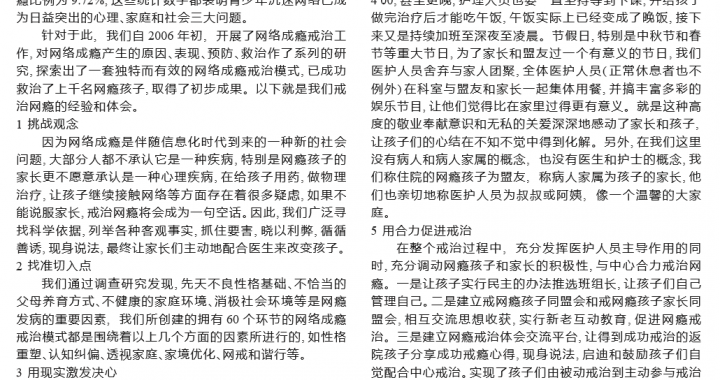 瘾比例为 9.72%, 这些统计数字都表明青少年沉迷网络已成
为日益突出的心理、家庭和社会三大问题。
针对于此, 我们自 2006 年初, 开展了网络成瘾戒治工
作, 对网络成瘾产生的原因、表现、预防、救治作了系列的研
究, 探索出了一套独特而有效的网络成瘾戒治模式, 已成功
救治了上千名网瘾孩子, 取得了初步成果。以下就是我们戒
治网瘾的经验和体会。
1 挑战观念
因为网络成瘾是伴随信息化时代到来的一种新的社会
问题, 大部分人都不承认它是一种疾病, 特别是网瘾孩子的
家长更不愿意承认是一种心理疾病, 在给孩子用药, 做物理
治疗, 让孩子继续接触网络等方面存在着很多疑虑, 如果不
能说服家长, 戒治网瘾将会成为一句空话。因此, 我们广泛寻
找科学依据, 列举各种客观事实, 抓住要害, 晓以利弊, 循循
善诱, 现身说法, 最终让家长们主动地配合医生来改变孩子。
2 找准切入点
我们通过调查研究发现, 先天不良性格基础、不恰当的
父母养育方式、不健康的家庭环境、消极社会环境等是网瘾
发病的重要因素, 我们所创建的拥有 60 个环节的网络成瘾
戒治模式都是围绕着以上几个方面的因素所进行的, 如性格
重塑、认知纠偏、透视家庭、家境优化、网戒和谐行等。
3 用现实激发决心
4:00, 甚至更晚, 护理人员也要一直坚持等到下课, 并给孩子
做完治疗后才能吃午饭, 午饭实际上已经变成了晚饭, 接下
来又是持续加班至深夜至凌晨。节假日, 特别是中秋节和春
节等重大节日, 为了家长和盟友过一个有意义的节日, 我们
医护人员舍弃与家人团聚, 全体医护人员(正常休息者也不
例外)在科室与盟友和家长一起集体用餐, 并搞丰富多彩的
娱乐节目, 让他们觉得比在家里过得更有意义。就是这种高
度的敬业奉献意识和无私的关爱深深地感动了家长和孩子,
让孩子们的心结在不知不觉中得到化解。另外, 在我们这里
没有病人和病人家属的概念, 也没有医生和护士的概念, 我
们称住院的网瘾孩子为盟友, 称病人家属为孩子的家长, 他
们也亲切地称医护人员为叔叔或阿姨, 像一个温馨的大家
庭。
5 用合力促进戒治
在整个戒治过程中, 充分发挥医护人员主导作用的同
时, 充分调动网瘾孩子和家长的积极性, 与中心合力戒治网
瘾。一是让孩子实行民主的办法推选班组长, 让孩子们自己
管理自己。二是建立戒网瘾孩子同盟会和戒网瘾孩子家长同
盟会, 相互交流思想收获, 实行新老互动教育, 促进网瘾戒
治。三是建立网瘾戒治体会交流平台, 让得到成功戒治的返
院孩子分享成功戒瘾心得, 现身说法, 启迪和鼓励孩子们自
觉配合中心戒治。实现了孩子们由被动戒治到主动参与戒治